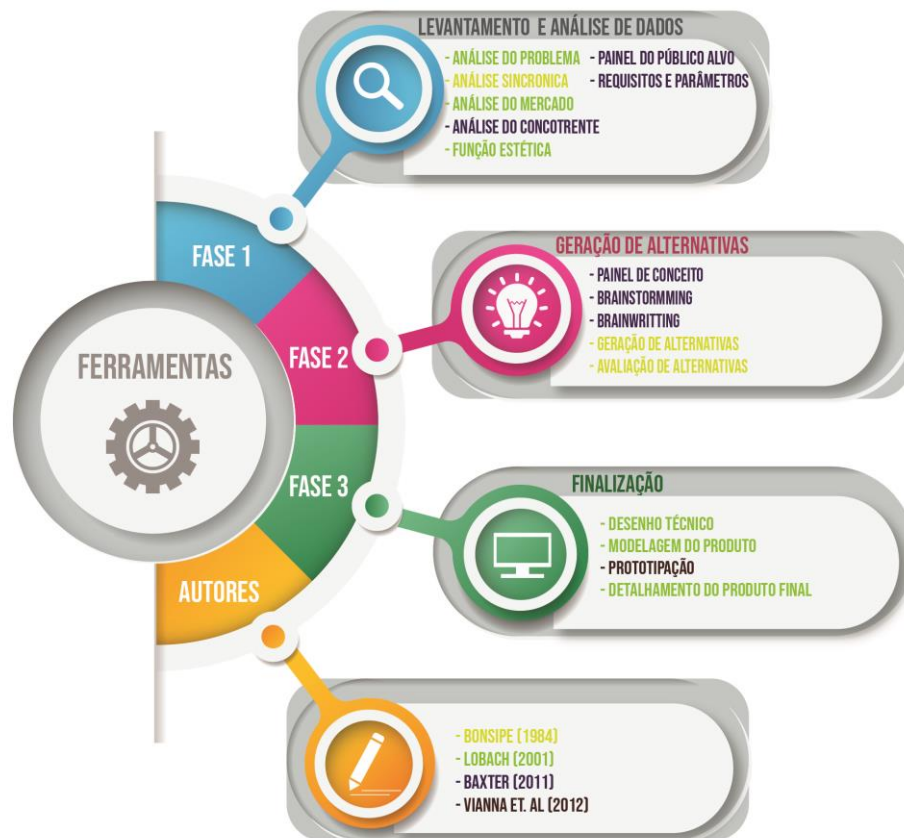 LEVANTAMENTO E ANÁLISE DE DADOS
- ANÁLISE DO PROBLEMA
- ANÁLISE SINCRONICA
- ANÁLISE DO MERCADO
- ANÁLISE DO CONCOTRENTE
- FUNÇÃO ESTÉTICA
- PAINEL DO PÚBLICO ALVO
- REQUISITOS E PARÂMETROS
FERRAMENTAS
FASE 1
FASE 2
FASE 3
AUTORES
GERAÇÃO DE ALTERNATIVAS
- PAINEL DE CONCEITO
- BRAINSTORMMING
- BRAINWRITTING
- GERAÇÃO DE ALTERNATIVAS
- AVALIAÇÃO DE ALTERNATIVAS
FINALIZAÇÃO
- DESENHO TÉCNICO
- MODELAGEM DO PRODUTO
- PROTOTIPAÇÃO
- DETALHAMENTO DO PRODUTO FINAL
- BONSIPE (1984)
- LOBACH (2001)
- BAXTER (2011)
- VIANNA ET. AL (2012)